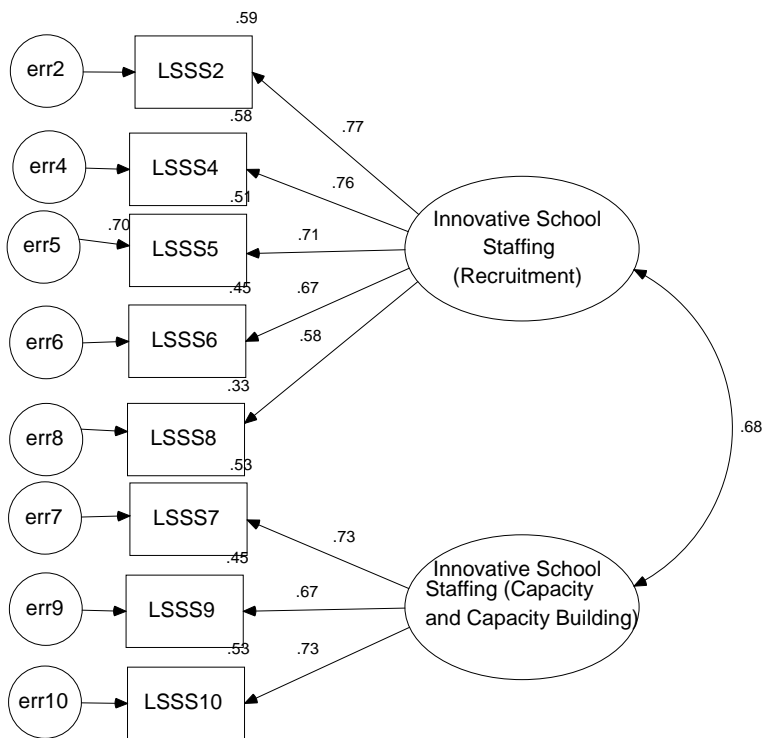 .59
err2
LSSS2
.58
.77
err4
LSSS4
.76
.51
.70
err5
LSSS5
.71
Innovative School
Staffing
(Recruitment)
.45
.67
err6
LSSS6
.58
.33
err8
LSSS8
.68
.53
err7
LSSS7
.73
.45
Innovative School
Staffing (Capacity
and Capacity Building)
err9
LSSS9
.67
.53
.73
err10
LSSS10